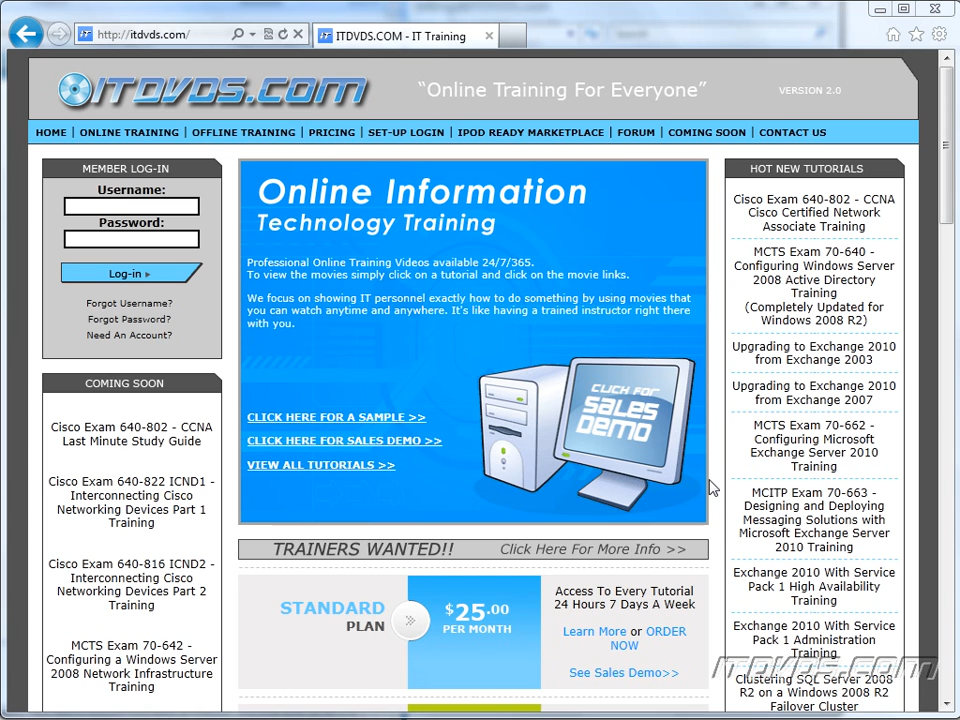 http://itdvds.com/
ITDVDS.COM - IT Training
ITDVDS.COM
“Online Training For Everyone”
VERSION 2.0
HOME | ONLINE TRAINING | OFFLINE TRAINING | PRICING | SET-UP LOGIN | IPOD READY MARKETPLACE | FORUM | COMING SOON | CONTACT US
MEMBER LOG-IN
Username:
Password:
Log-in
Forgot Username?
Forgot Password?
Need An Account?
COMING SOON
Cisco Exam 640-802 - CCNA
Last Minute Study Guide
Cisco Exam 640-822 ICND1 -
Interconnecting Cisco
Networking Devices Part 1
Training
Cisco Exam 640-816 ICND2 -
Interconnecting Cisco
Networking Devices Part 2
Training
MCTS Exam 70-642 -
Configuring a Windows Server
2008 Network Infrastructure
Training
Online Information
Technology Training
Professional Online Training Videos available 24/7/365.
To view the movies simply click on a tutorial and click on the movie links.
We focus on showing IT personnel exactly how to do something by using movies that
you can watch anytime and anywhere. It's like having a trained instructor right there
with you.
CLICK HERE FOR A SAMPLE >>
CLICK HERE FOR SALES DEMO >>
VIEW ALL TUTORIALS >>
CLICK FOR
SALES
DEMO
TRAINERS WANTED!! Click Here For More Info >>
STANDARD
PLAN
$25.00
PER MONTH
Access To Every Tutorial
24 Hours 7 Days A Week
Learn More or ORDER
NOW
See Sales Demo>>
HOT NEW TUTORIALS
Cisco Exam 640-802 - CCNA
Cisco Certified Network
Associate Training
MCTS Exam 70-640 -
Configuring Windows Server
2008 Active Directory
Training
(Completely Updated for
Windows 2008 R2)
Upgrading to Exchange 2010
from Exchange 2003
Upgrading to Exchange 2010
from Exchange 2007
MCTS Exam 70-662 -
Configuring Microsoft
Exchange Server 2010
Training
MCITP Exam 70-663 -
Designing and Deploying
Messaging Solutions with
Microsoft Exchange Server
2010 Training
Exchange 2010 With Service
Pack 1 High Availability
Training
Exchange 2010 With Service
Pack 1 Administration
Training
Clustering SQL Server 2008
R2 on a Windows 2008 R2
Failover Cluster
ITDVDS.COM